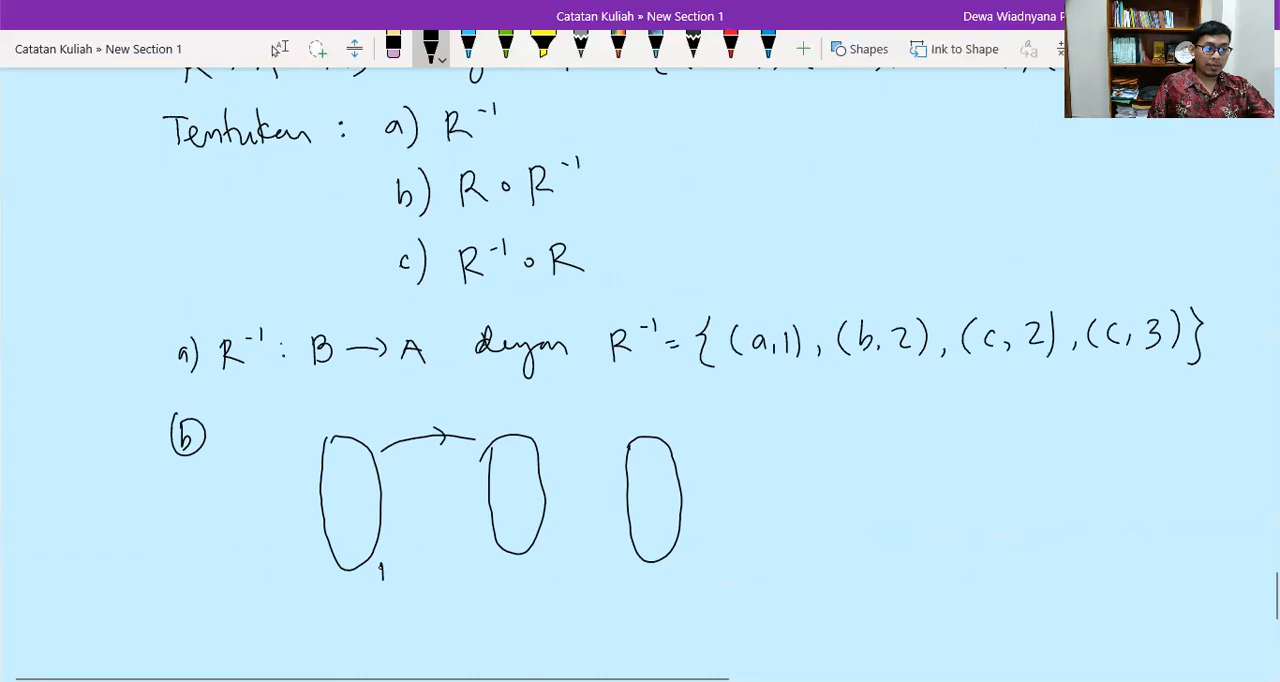 Catatan Kuliah » New Section 1
Dewa Wiadnyana
Catatan Kuliah » New Section 1
Shapes
Ink to Shape
Tentukan : a) R⁻¹
b) R ∘ R⁻¹
c) R⁻¹ ∘ R
a) R⁻¹ : B → A dengan R⁻¹ = {(a,1), (b,2), (c,2), (c,3)}
(b)